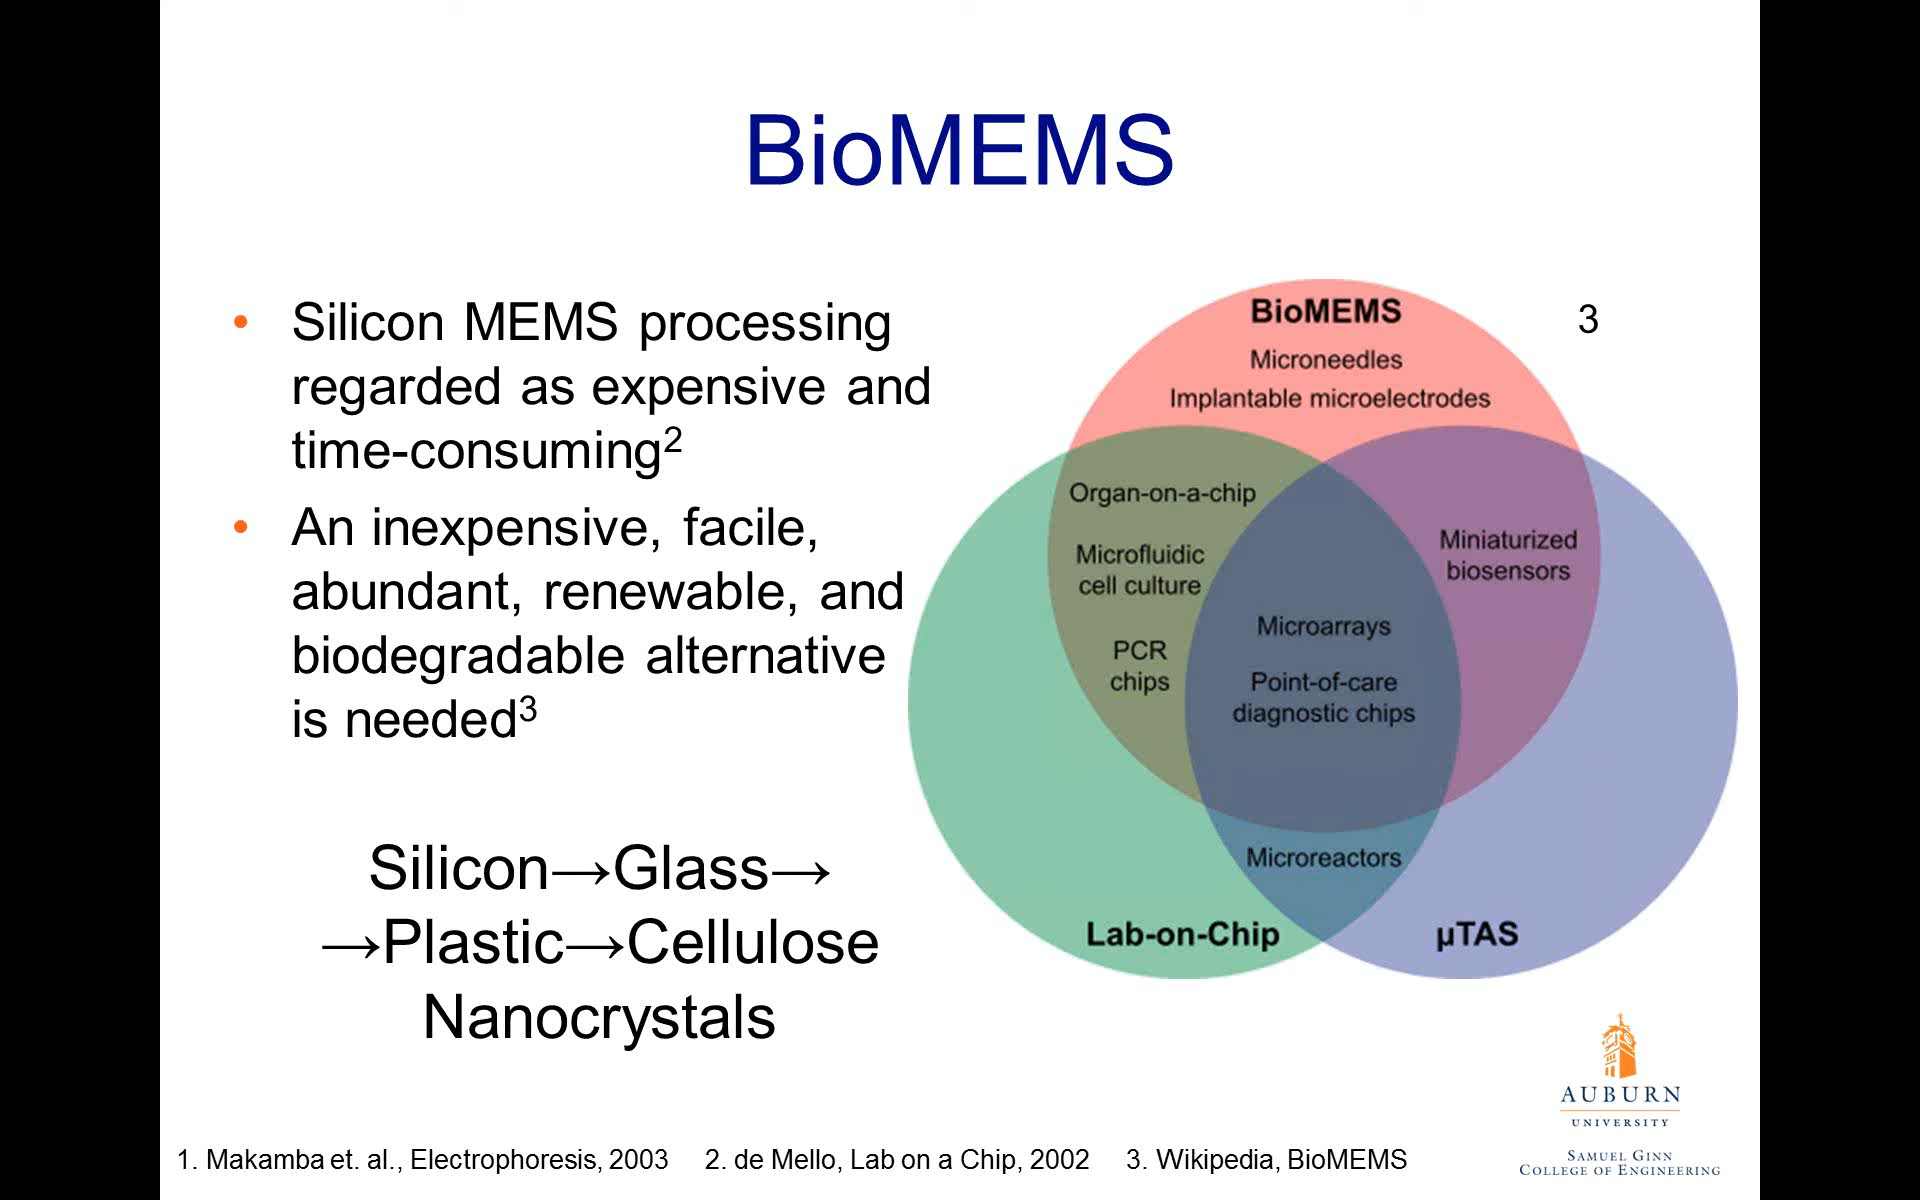 BioMEMS
• Silicon MEMS processing
regarded as expensive and
time-consuming²
• An inexpensive, facile,
abundant, renewable, and
biodegradable alternative
is needed³
Silicon→Glass→
→Plastic→Cellulose
Nanocrystals
BioMEMS
3
Microneedles
Implantable microelectrodes
Organ-on-a-chip
Microfluidic
cell culture
PCR
chips
Miniaturized
biosensors
Microarrays
Point-of-care
diagnostic chips
Microreactors
Lab-on-Chip
µTAS
AUBURN
UNIVERSITY
SAMUEL GINN
COLLEGE OF ENGINEERING
1. Makamba et. al., Electrophoresis, 2003 2. de Mello, Lab on a Chip, 2002 3. Wikipedia, BioMEMS